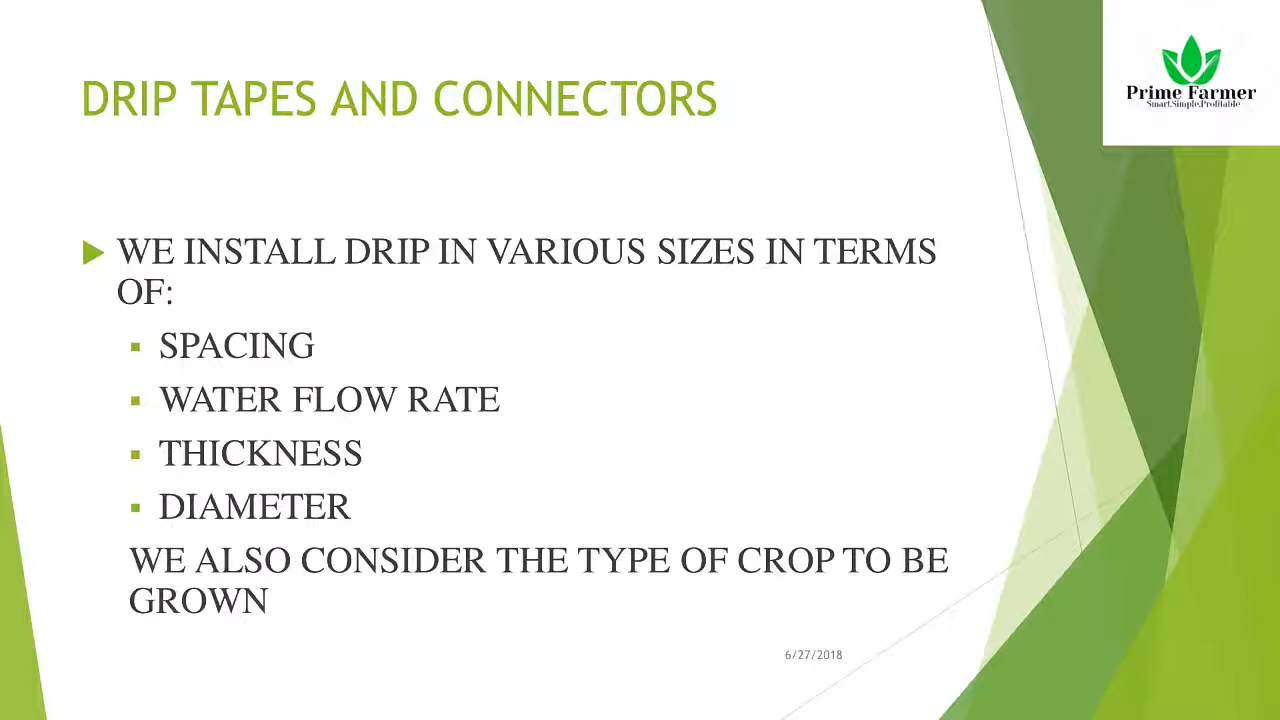 Prime Farmer
Smart.Simple.Profitable
DRIP TAPES AND CONNECTORS
WE INSTALL DRIP IN VARIOUS SIZES IN TERMS
OF:
SPACING
WATER FLOW RATE
THICKNESS
DIAMETER
WE ALSO CONSIDER THE TYPE OF CROP TO BE
GROWN
6/27/2018